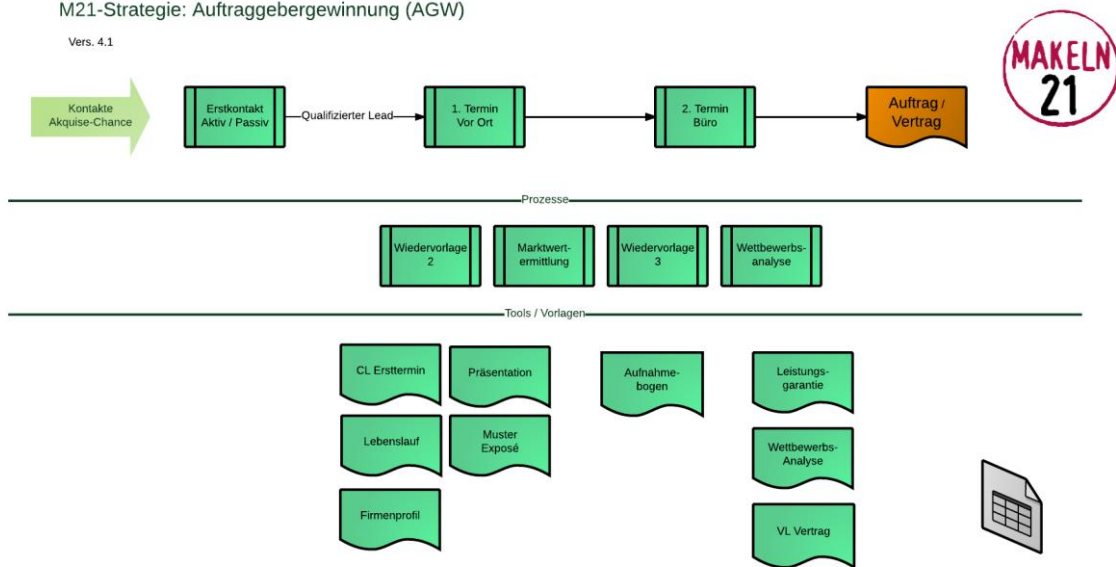 M21-Strategie: Auftraggebergewinnung (AGW)
Vers. 4.1
MAKELN
21
Kontakte
Akquise-Chance
Erstkontakt
Aktiv / Passiv
Qualifizierter Lead
1. Termin
Vor Ort
2. Termin
Büro
Auftrag /
Vertrag
Prozesse
Wiedervorlage
2
Marktwert-
ermittlung
Wiedervorlage
3
Wettbewerbs-
analyse
Tools / Vorlagen
CL Ersttermin
Präsentation
Aufnahme-
bogen
Leistungs-
garantie
Lebenslauf
Muster
Exposé
Wettbewerbs-
Analyse
Firmenprofil
VL Vertrag